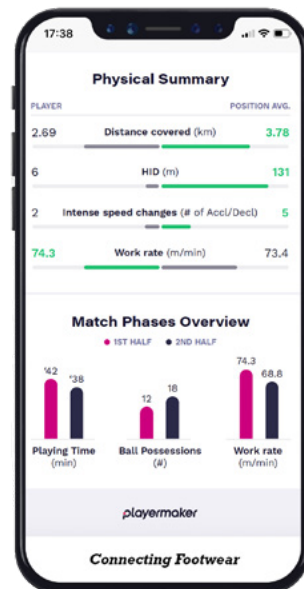 17:38
Physical Summary
PLAYER POSITION AVG.
2.69 Distance covered (km) 3.78
6 HID (m) 131
2 Intense speed changes (# of Accl/Decl) 5
74.3 Work rate (m/min) 73.4
Match Phases Overview
1ST HALF 2ND HALF
'42 '38 12 18 74.3 68.8
Playing Time Ball Possessions Work rate
(min) (#) (m/min)
playermaker
Connecting Footwear